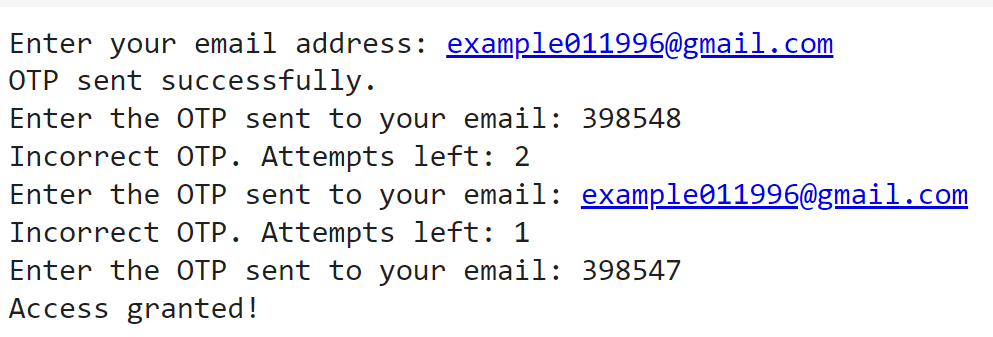 Enter your email address: example011996@gmail.com
OTP sent successfully.
Enter the OTP sent to your email: 398548
Incorrect OTP. Attempts left: 2
Enter the OTP sent to your email: example011996@gmail.com
Incorrect OTP. Attempts left: 1
Enter the OTP sent to your email: 398547
Access granted!